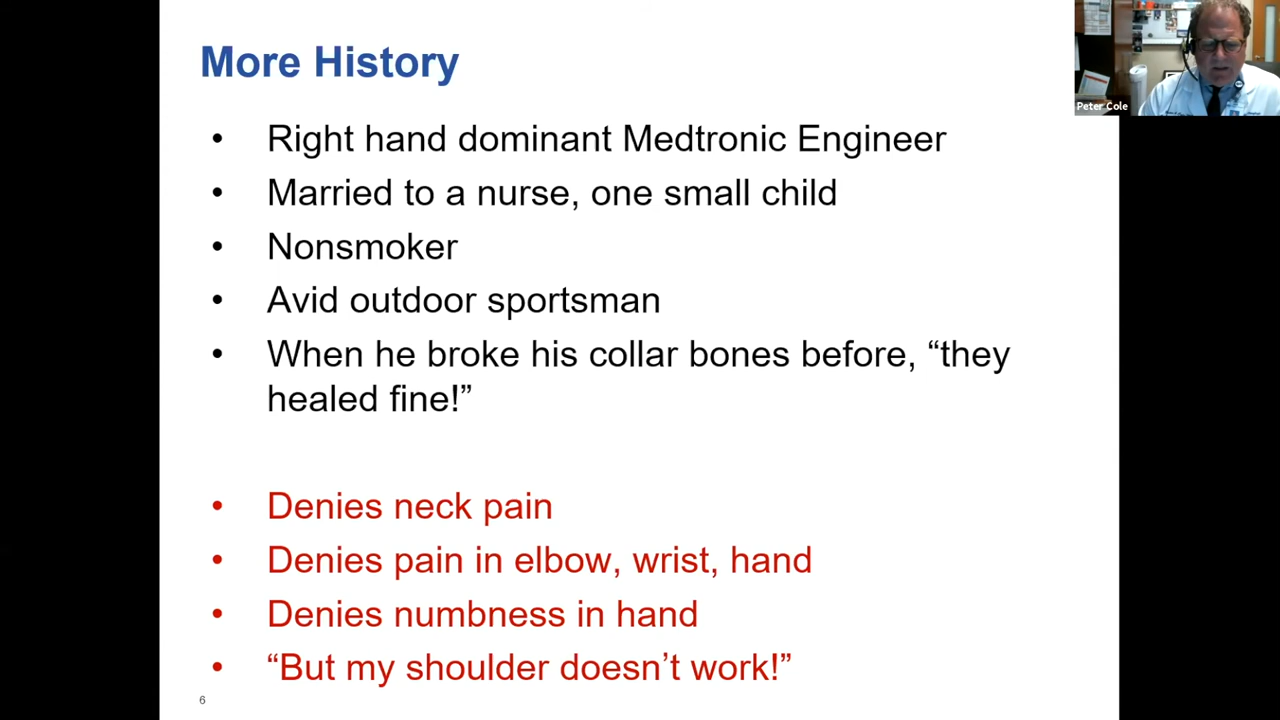 More History
Peter Cole
• Right hand dominant Medtronic Engineer
• Married to a nurse, one small child
• Nonsmoker
• Avid outdoor sportsman
• When he broke his collar bones before, “they
healed fine!”
• Denies neck pain
• Denies pain in elbow, wrist, hand
• Denies numbness in hand
• “But my shoulder doesn’t work!”
6